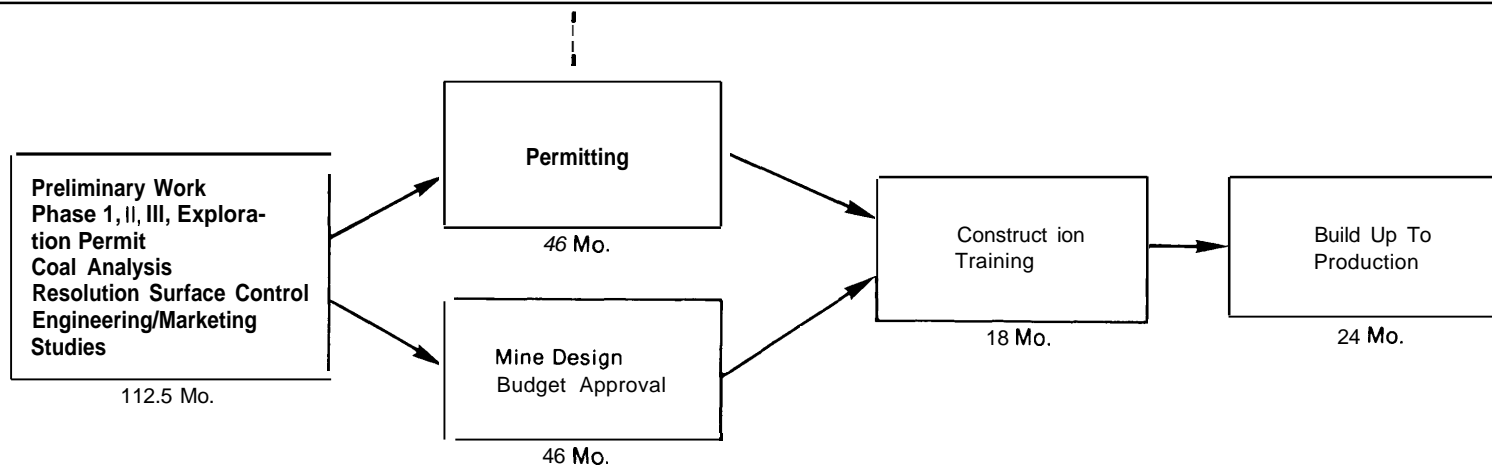 Preliminary Work
Phase 1, II, III, Explora-
tion Permit
Coal Analysis
Resolution Surface Control
Engineering/Marketing
Studies
112.5 Mo.
Permitting
46 Mo.
Mine Design
Budget Approval
46 Mo.
Construct ion
Training
18 Mo.
Build Up To
Production
24 Mo.